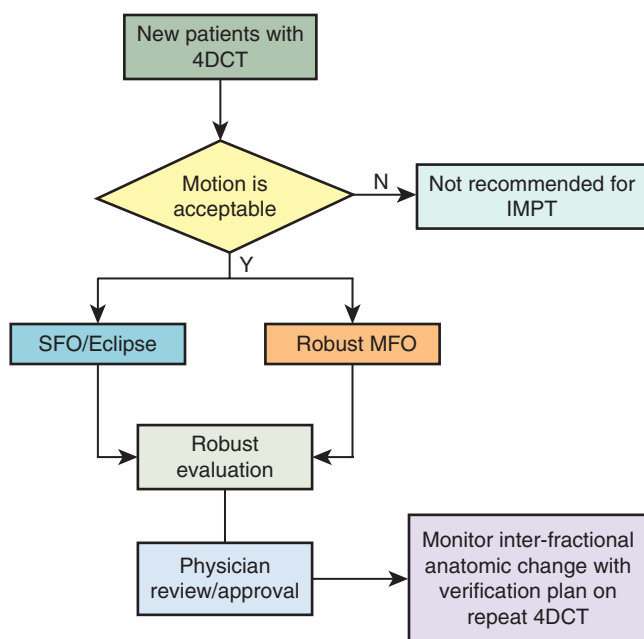 New patients with
4DCT
Motion is
acceptable
N
Not recommended for
IMPT
Y
SFO/Eclipse
Robust MFO
Robust
evaluation
Physician
review/approval
Monitor inter-fractional
anatomic change with
verification plan on
repeat 4DCT